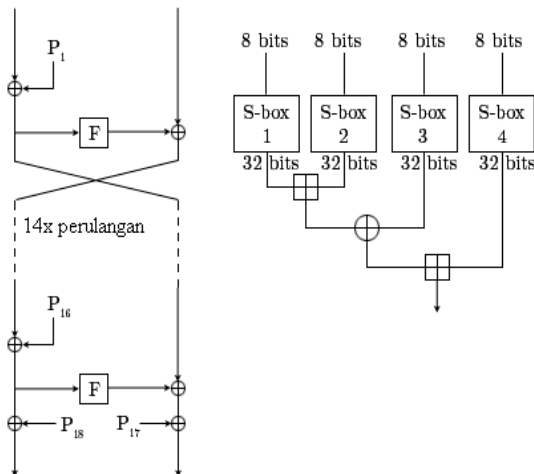 P1
F
14x perulangan
P16
F
P18
P17
8 bits 8 bits 8 bits 8 bits
S-box 1
S-box 2
S-box 3
S-box 4
32 bits 32 bits 32 bits 32 bits